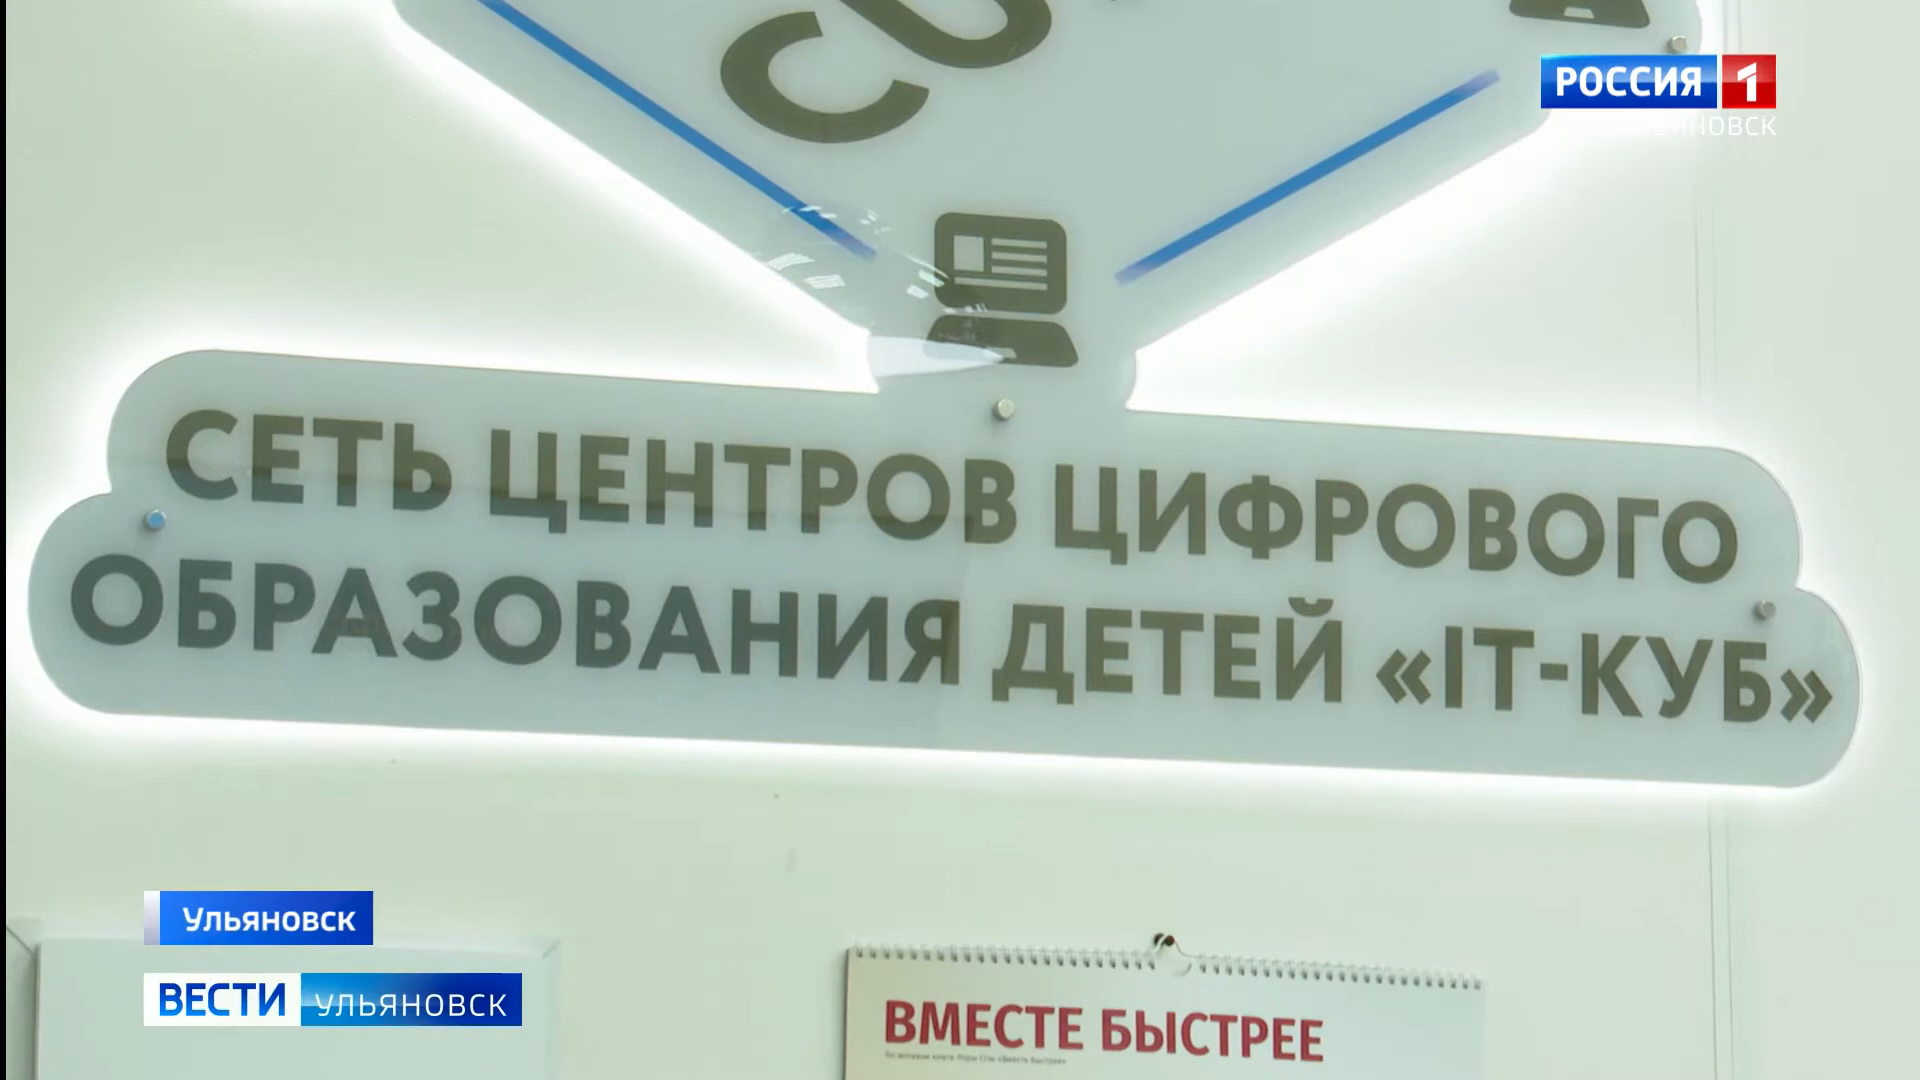 РОССИЯ 1
СЕТЬ ЦЕНТРОВ ЦИФРОВОГО
ОБРАЗОВАНИЯ ДЕТЕЙ «IT-КУБ»
Ульяновск
ВЕСТИ УЛЬЯНОВСК
ВМЕСТЕ БЫСТРЕЕ